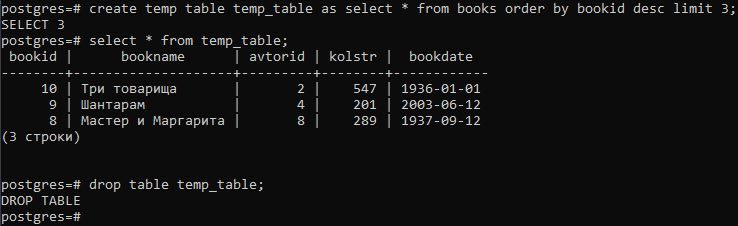 postgres=# create temp table temp_table as select * from books order by bookid desc limit 3;
SELECT 3
postgres=# select * from temp_table;
 bookid |      bookname      | avtorid | kolstr |  bookdate
--------+--------------------+---------+--------+------------
     10 | Три товарища       |       2 |    547 | 1936-01-01
      9 | Шантарам           |       4 |    201 | 2003-06-12
      8 | Мастер и Маргарита |       8 |    289 | 1937-09-12
(3 строки)
postgres=# drop table temp_table;
DROP TABLE
postgres=#